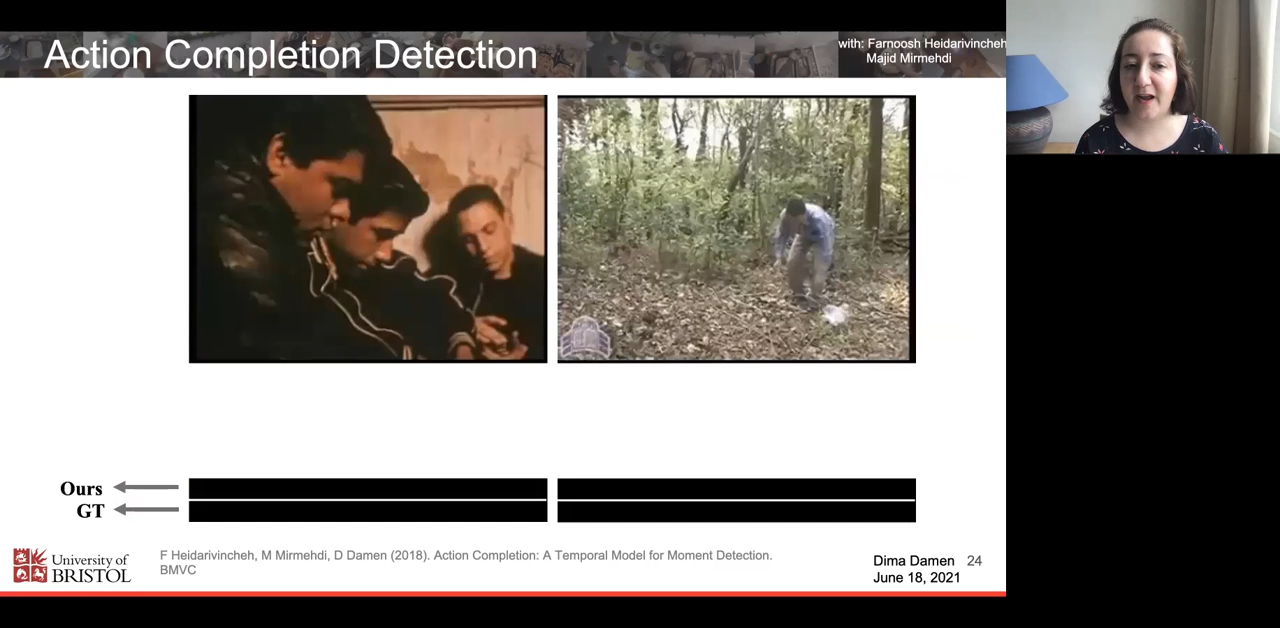 Action Completion Detection
with: Farnoosh Heidarivincheh
Majid Mirmehdi
Ours
GT
University of
BRISTOL
F Heidarivincheh, M Mirmehdi, D Damen (2018). Action Completion: A Temporal Model for Moment Detection.
BMVC
Dima Damen 24
June 18, 2021